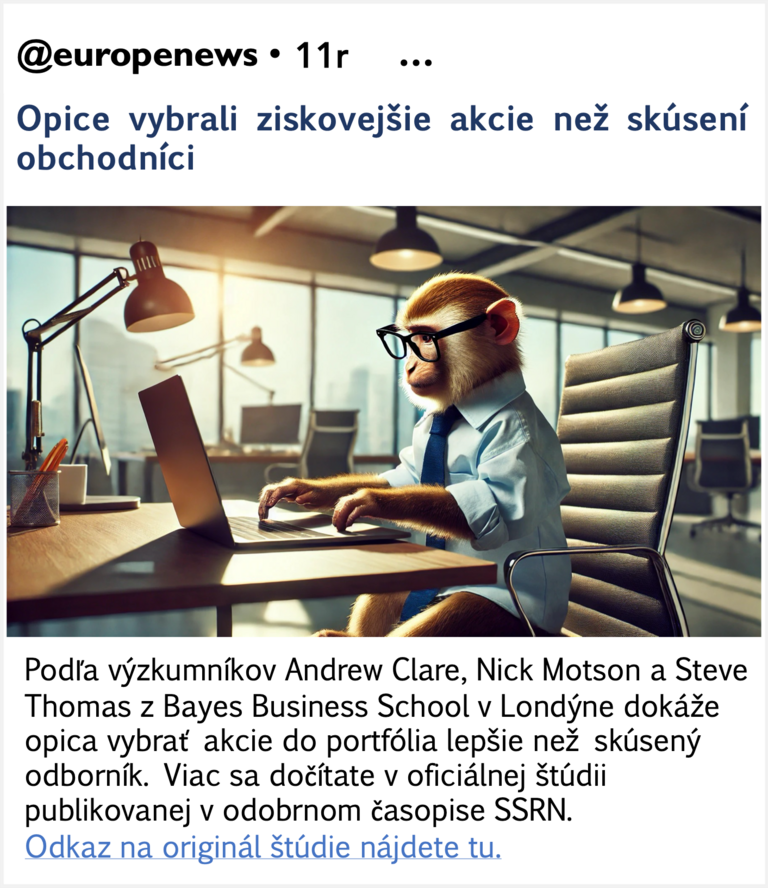 @europenews • 11r ...
Opice vybrali ziskovejšie akcie než skúsení
obchodníci
Podľa výzkumníkov Andrew Clare, Nick Motson a Steve
Thomas z Bayes Business School v Londýne dokáže
opica vybrať akcie do portfólia lepšie než skúsený
odborník. Viac sa dočítate v oficiálnej štúdii
publikovanej v odobrnom časopise SSRN.
Odkaz na originál štúdie nájdete tu.